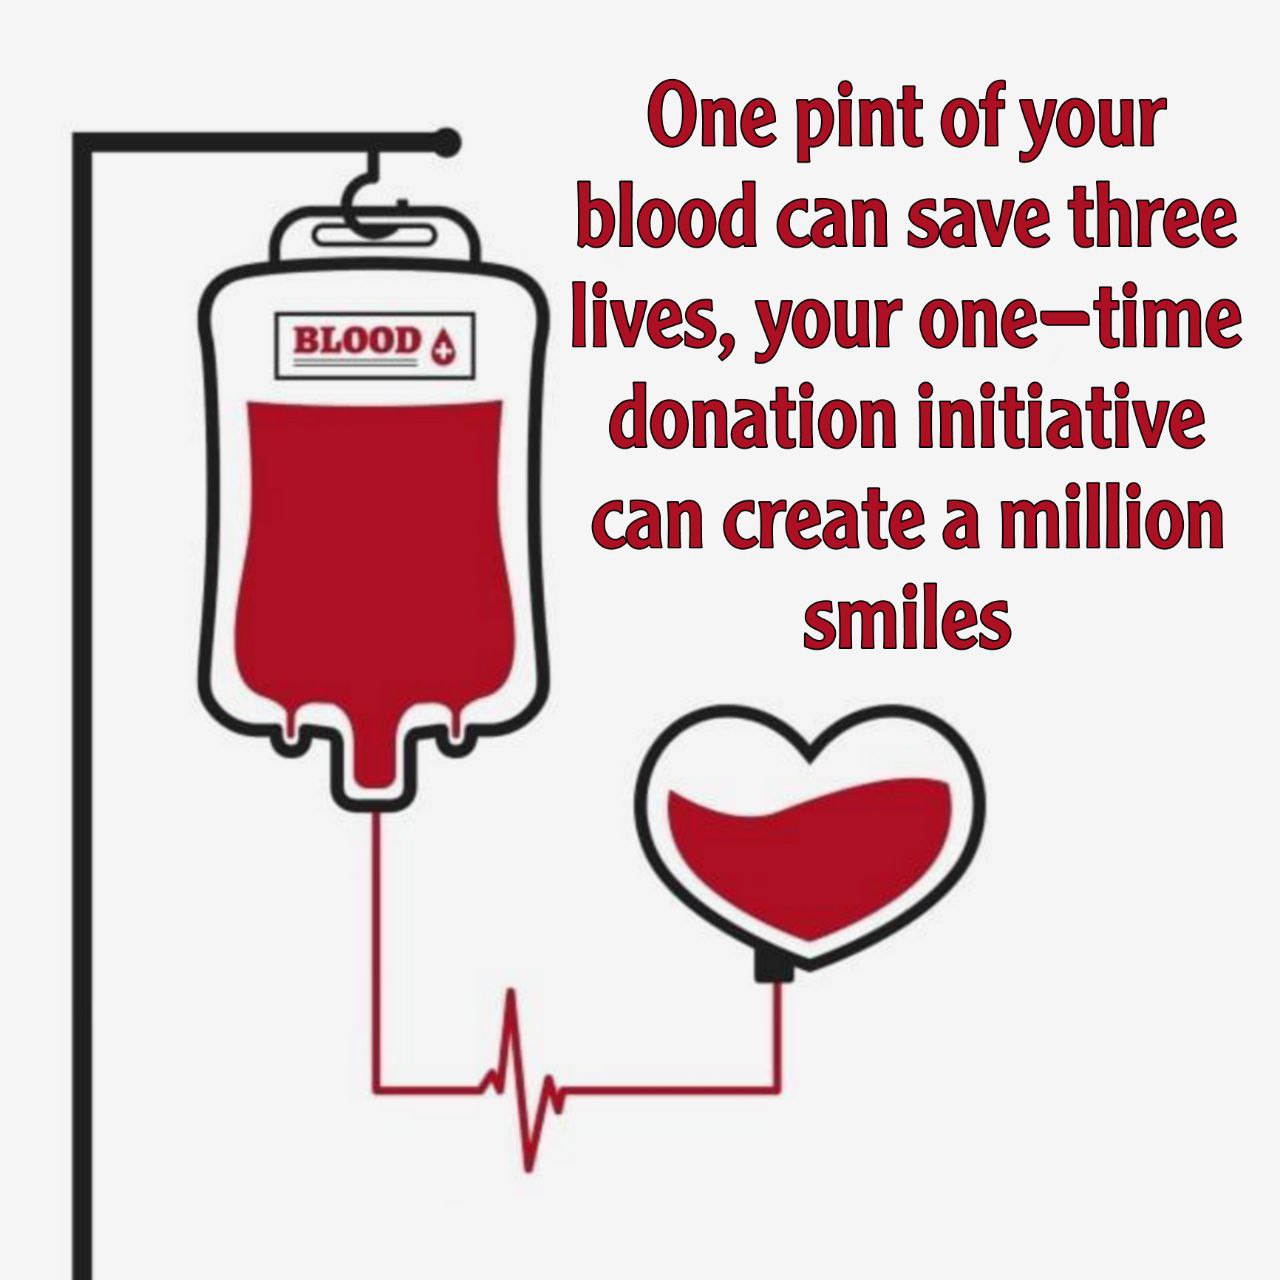 One pint of your
blood can save three
lives, your one–time
donation initiative
can create a million
smiles
BLOOD